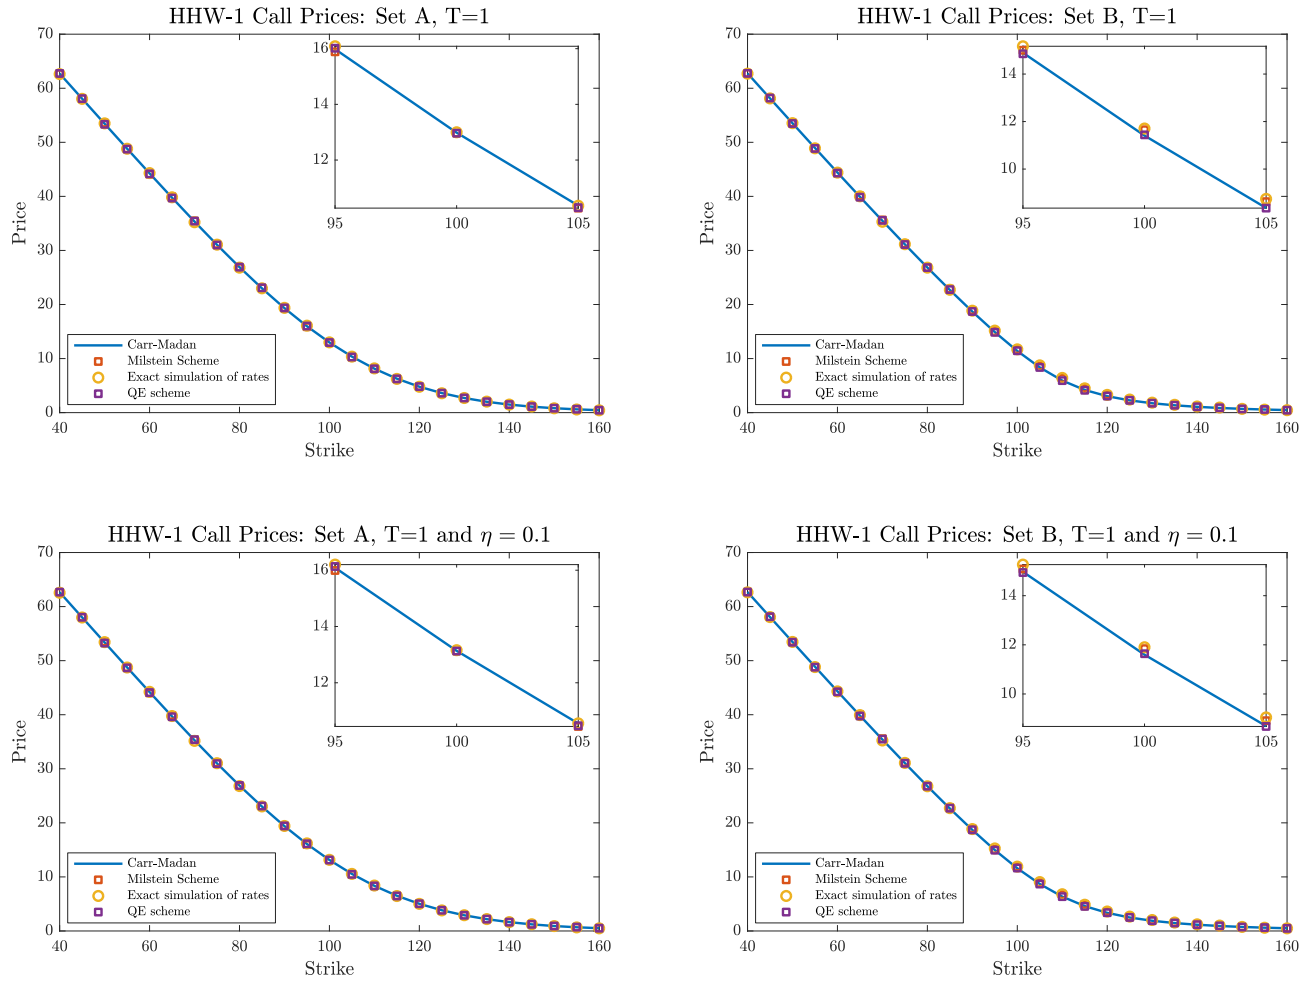 HHW-1 Call Prices: Set A, T=1
70
60
50
40
30
20
10
0
Price
40 60 80 100 120 140 160
Strike
16
14
12
95 100 105
Carr-Madan
Milstein Scheme
Exact simulation of rates
QE scheme
HHW-1 Call Prices: Set B, T=1
70
60
50
40
30
20
10
0
Price
40 60 80 100 120 140 160
Strike
14
12
10
95 100 105
Carr-Madan
Milstein Scheme
Exact simulation of rates
QE scheme
HHW-1 Call Prices: Set A, T=1 and η = 0.1
70
60
50
40
30
20
10
0
Price
40 60 80 100 120 140 160
Strike
16
14
12
95 100 105
Carr-Madan
Milstein Scheme
Exact simulation of rates
QE scheme
HHW-1 Call Prices: Set B, T=1 and η = 0.1
70
60
50
40
30
20
10
0
Price
40 60 80 100 120 140 160
Strike
14
12
10
95 100 105
Carr-Madan
Milstein Scheme
Exact simulation of rates
QE scheme